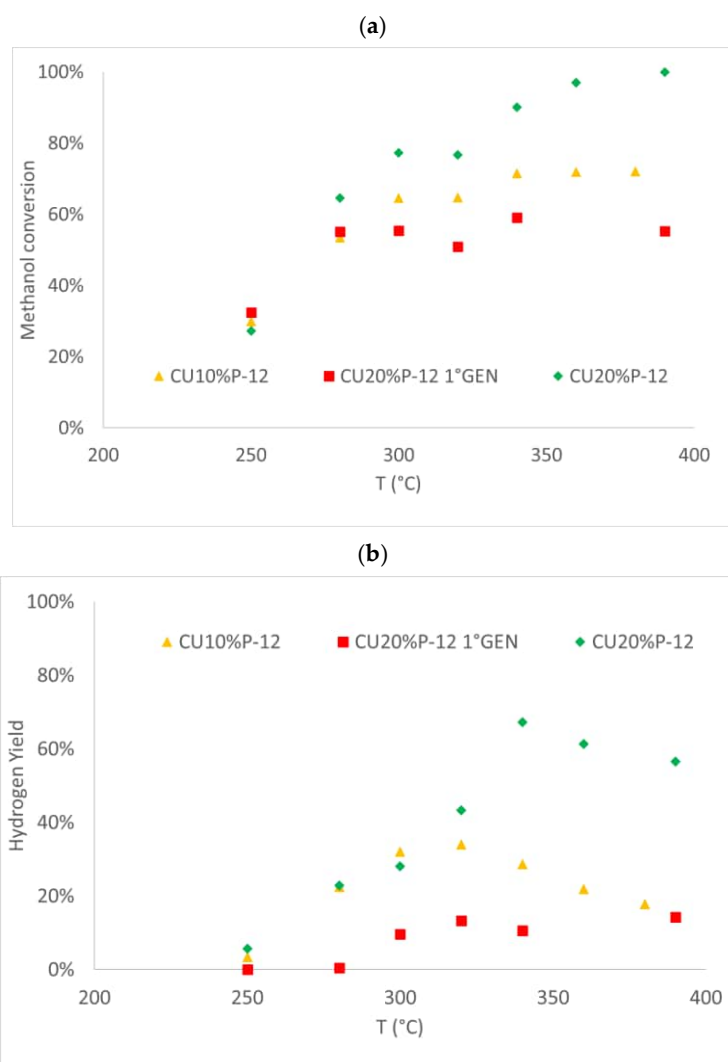 (a)
100%
80%
60%
40%
20%
0%
Methanol conversion
CU10%P-12 CU20%P-12 1°GEN CU20%P-12
200 250 300 350 400
T (°C)
(b)
100%
80%
60%
40%
20%
0%
Hydrogen Yield
CU10%P-12 CU20%P-12 1°GEN CU20%P-12
200 250 300 350 400
T (°C)